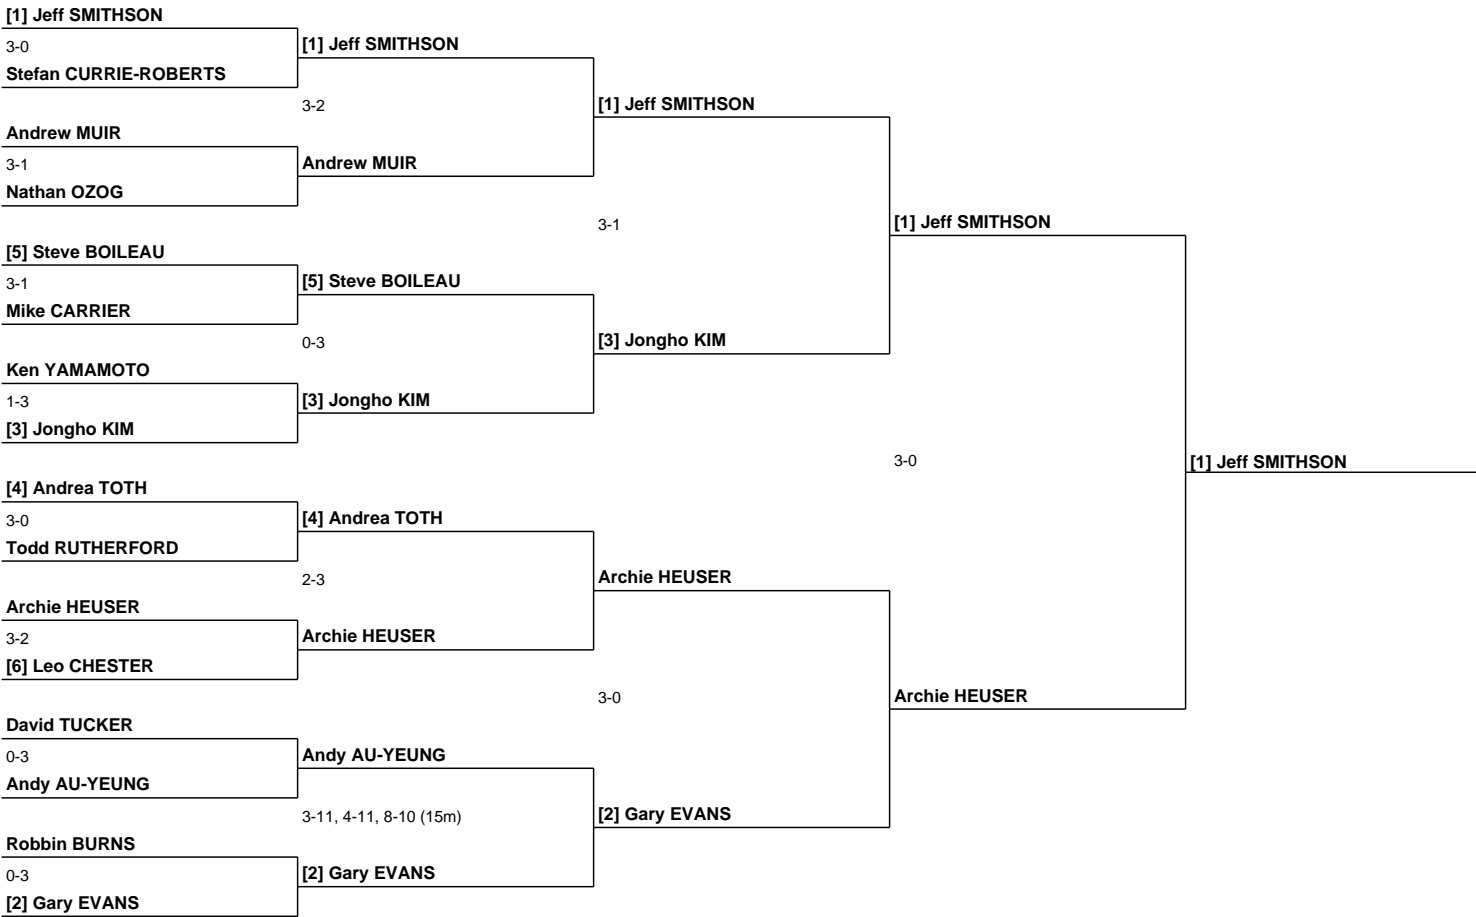 [1] Jeff SMITHSON
3-0
Stefan CURRIE-ROBERTS
Andrew MUIR
3-1
Nathan OZOG
[5] Steve BOILEAU
3-1
Mike CARRIER
Ken YAMAMOTO
1-3
[3] Jongho KIM
[4] Andrea TOTH
3-0
Todd RUTHERFORD
Archie HEUSER
3-2
[6] Leo CHESTER
David TUCKER
0-3
Andy AU-YEUNG
Robbin BURNS
0-3
[2] Gary EVANS
[1] Jeff SMITHSON
3-2
Andrew MUIR
[5] Steve BOILEAU
0-3
[3] Jongho KIM
[4] Andrea TOTH
2-3
Archie HEUSER
Andy AU-YEUNG
3-11, 4-11, 8-10 (15m)
[2] Gary EVANS
[1] Jeff SMITHSON
3-1
[3] Jongho KIM
Archie HEUSER
3-0
[2] Gary EVANS
[1] Jeff SMITHSON
3-0
Archie HEUSER
[1] Jeff SMITHSON